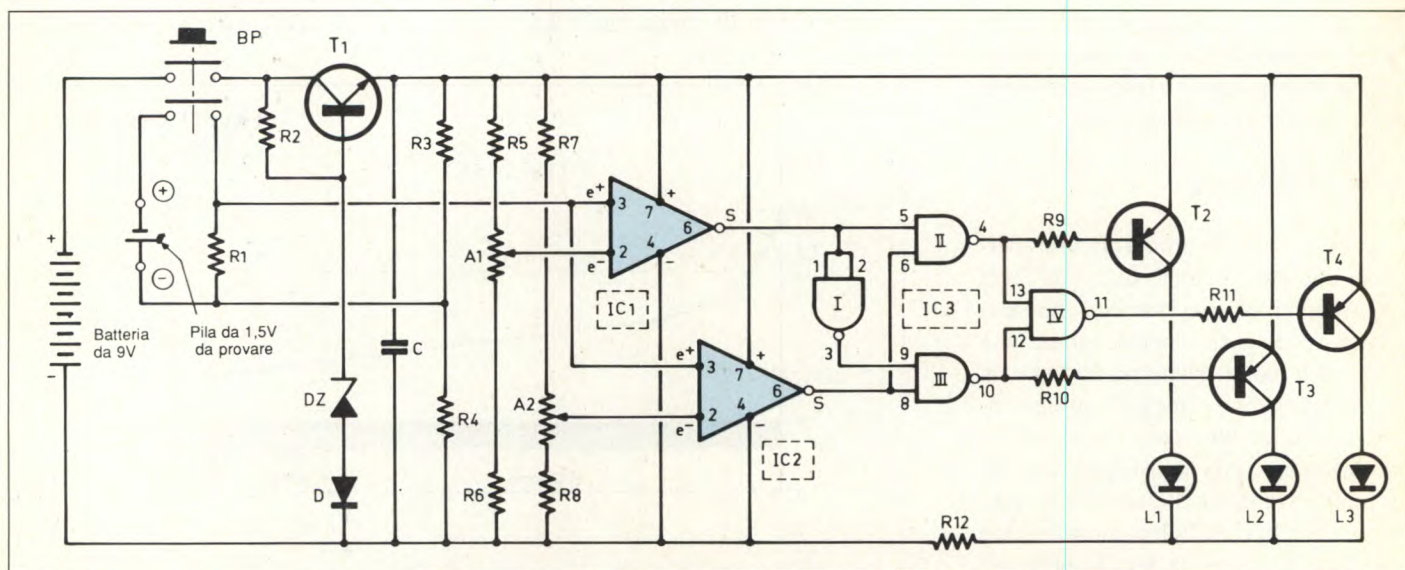 BP
T1
R2
R3
R5
R7
e+
3
7
+
6
S
2
4
-
e-
A1
IC1
R1
+
-
+
-
Batteria
da 9V
Pila da 1,5V
da provare
DZ
D
C
R4
R6
A2
R8
e+
3
7
+
6
S
2
4
-
e-
IC2
5
6
II
4
1
2
I
3
IC3
9
8
III
10
13
12
IV
11
R9
R10
R11
R12
T2
T3
T4
L1
L2
L3